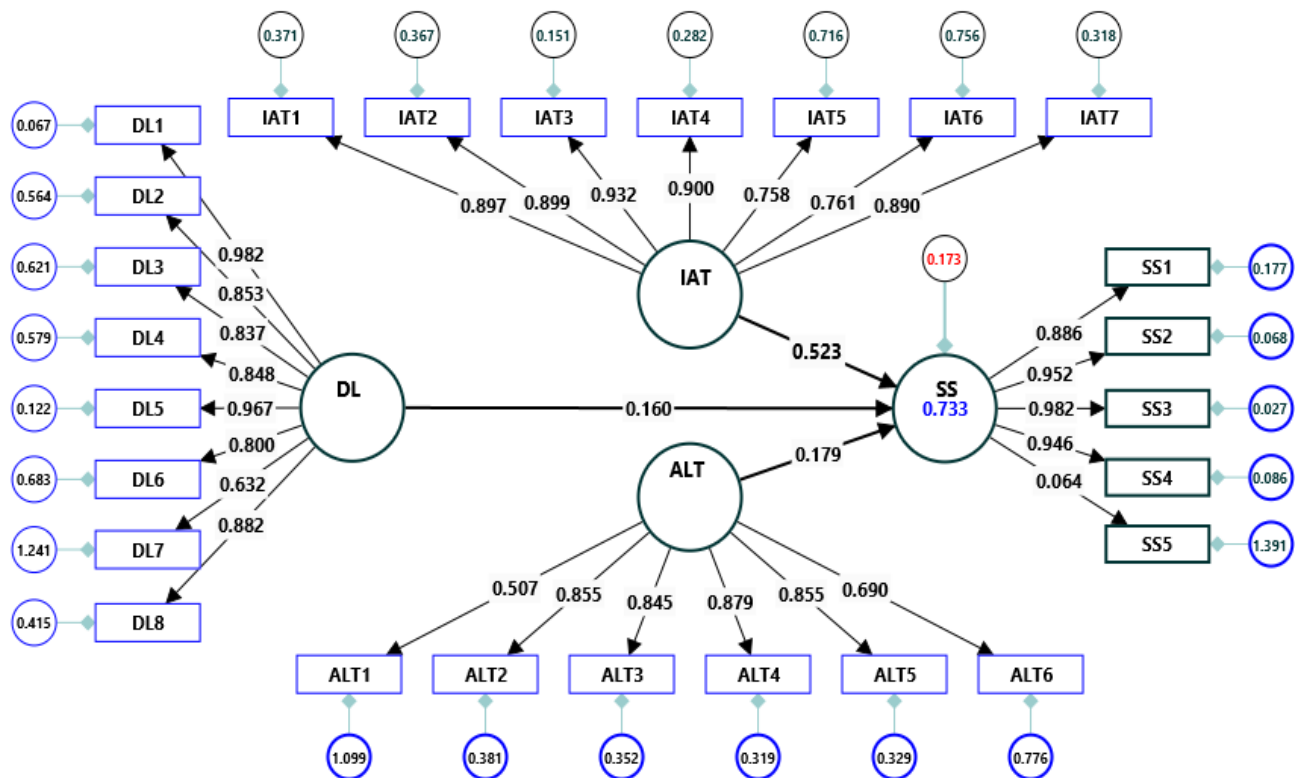 0.371 0.367 0.151 0.282 0.716 0.756 0.318
IAT1 IAT2 IAT3 IAT4 IAT5 IAT6 IAT7
0.067 DL1
0.564 DL2
0.621 DL3
0.579 DL4
0.122 DL5
0.683 DL6
1.241 DL7
0.415 DL8
0.897 0.899 0.932 0.900 0.758 0.761 0.890
0.982
0.853
0.837
0.848
0.967
0.800
0.632
0.882
DL
IAT
0.523
0.160
0.179
ALT
0.173
SS
0.733
0.886
0.952
0.982
0.946
0.064
SS1 0.177
SS2 0.068
SS3 0.027
SS4 0.086
SS5 1.391
0.507 0.855 0.845 0.879 0.855 0.690
ALT1 ALT2 ALT3 ALT4 ALT5 ALT6
1.099 0.381 0.352 0.319 0.329 0.776